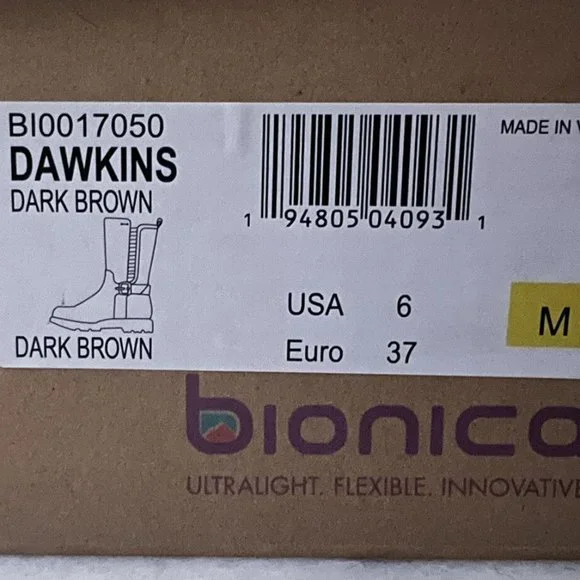 BI0017050
DAWKINS
DARK BROWN
DARK BROWN
1 94805 04093 1
MADE IN
USA 6
Euro 37
M
bionica
ULTRALIGHT. FLEXIBLE. INNOVATIVE